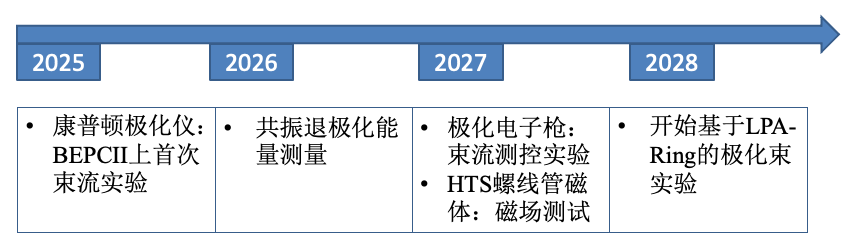 2025
2026
2027
2028
• 康普顿极化仪：
BEPCII上首次
束流实验
• 共振退极化能
量测量
• 极化电子枪：
束流测控实验
• HTS螺线管磁
体：磁场测试
• 开始基于LPA-
Ring的极化束
实验